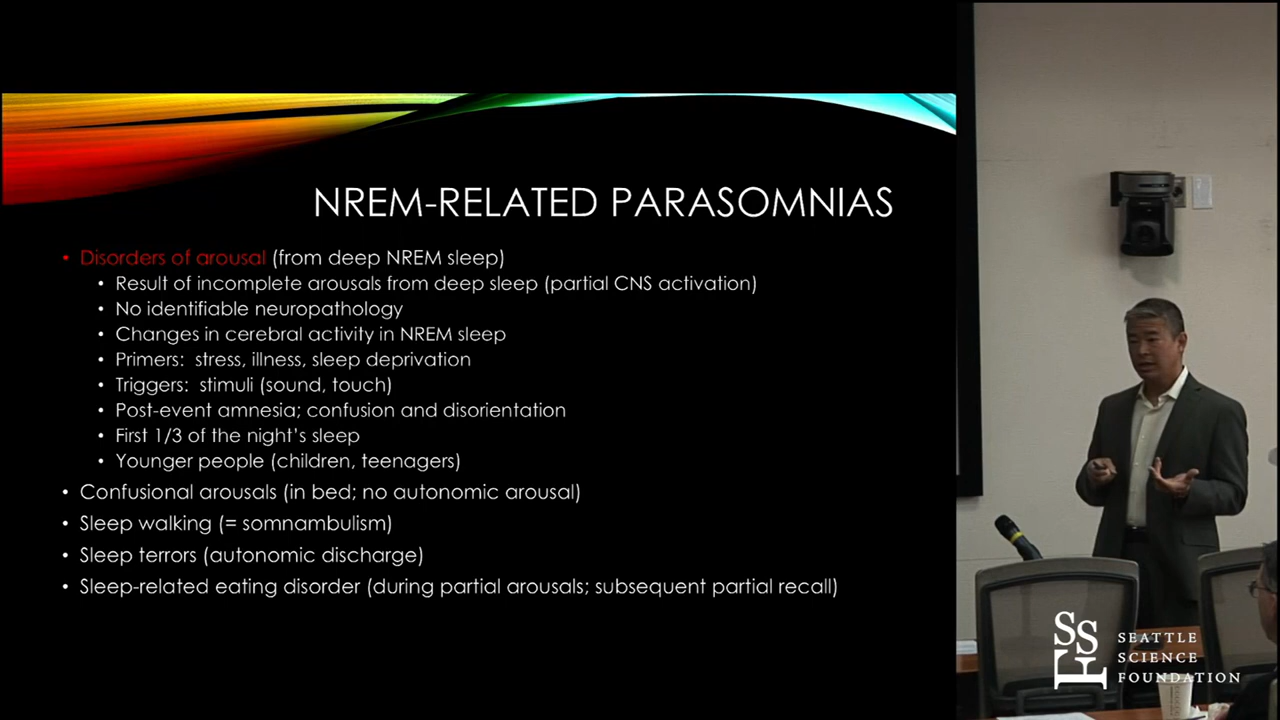 NREM-RELATED PARASOMNIAS
• Disorders of arousal (from deep NREM sleep)
• Result of incomplete arousals from deep sleep (partial CNS activation)
• No identifiable neuropathology
• Changes in cerebral activity in NREM sleep
• Primers: stress, illness, sleep deprivation
• Triggers: stimuli (sound, touch)
• Post-event amnesia; confusion and disorientation
• First 1/3 of the night's sleep
• Younger people (children, teenagers)
• Confusional arousals (in bed; no autonomic arousal)
• Sleep walking (= somnambulism)
• Sleep terrors (autonomic discharge)
• Sleep-related eating disorder (during partial arousals; subsequent partial recall)
SSF
SEATTLE
SCIENCE
FOUNDATION